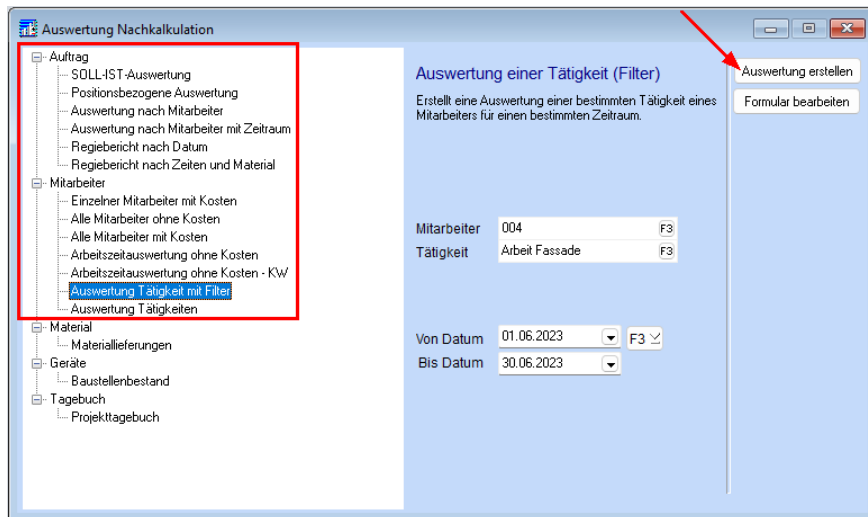 Auswertung Nachkalkulation
Auftrag
SOLL-IST-Auswertung
Positionsbezogene Auswertung
Auswertung nach Mitarbeiter
Auswertung nach Mitarbeiter mit Zeitraum
Regiebericht nach Datum
Regiebericht nach Zeiten und Material
Mitarbeiter
Einzelner Mitarbeiter mit Kosten
Alle Mitarbeiter ohne Kosten
Alle Mitarbeiter mit Kosten
Arbeitszeitauswertung ohne Kosten
Arbeitszeitauswertung ohne Kosten - KW
Auswertung Tätigkeit mit Filter
Auswertung Tätigkeiten
Material
Materiallieferungen
Geräte
Baustellenbestand
Tagebuch
Projekttagebuch
Auswertung einer Tätigkeit (Filter)
Erstellt eine Auswertung einer bestimmten Tätigkeit eines
Mitarbeiters für einen bestimmten Zeitraum.
Mitarbeiter 004 F3
Tätigkeit Arbeit Fassade F3
Von Datum 01.06.2023 F3
Bis Datum 30.06.2023
Auswertung erstellen
Formular bearbeiten